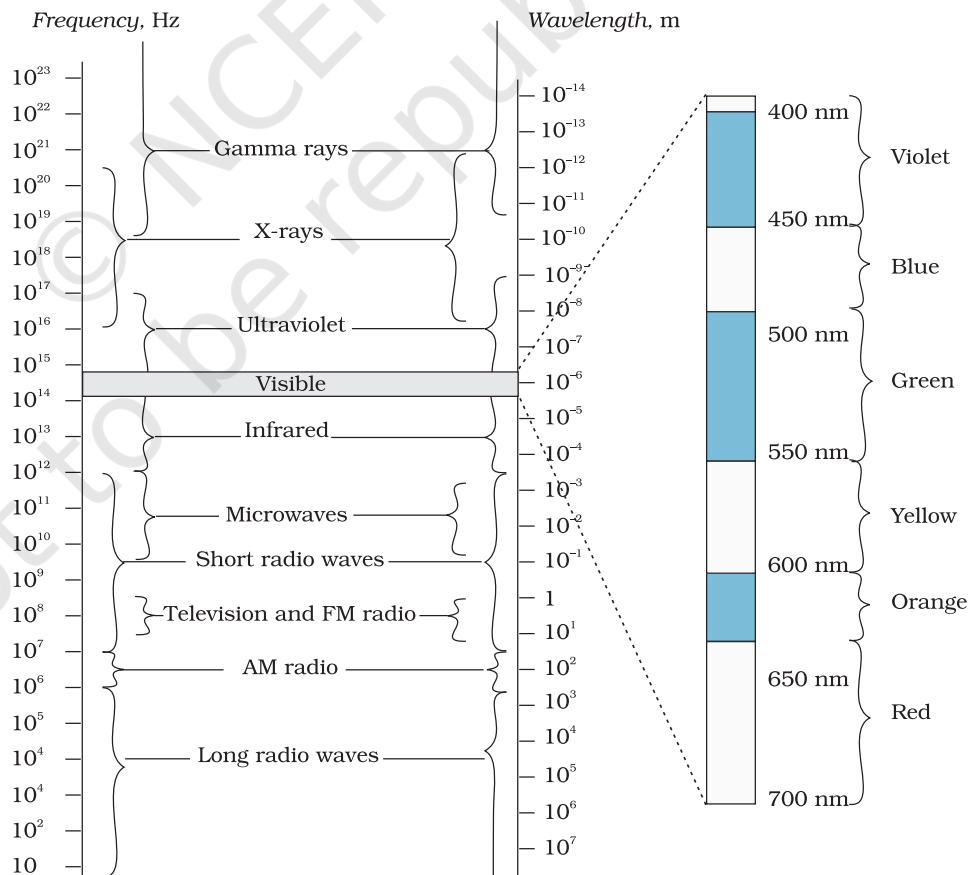 Frequency, Hz
Wavelength, m
10²³
10²²
10²¹
10²⁰
10¹⁹
10¹⁸
10¹⁷
10¹⁶
10¹⁵
10¹⁴
10¹³
10¹²
10¹¹
10¹⁰
10⁹
10⁸
10⁷
10⁶
10⁵
10⁴
10⁴
10²
10
Gamma rays
X-rays
Ultraviolet
Visible
Infrared
Microwaves
Short radio waves
Television and FM radio
AM radio
Long radio waves
10⁻¹⁴
10⁻¹³
10⁻¹²
10⁻¹¹
10⁻¹⁰
10⁻⁹
10⁻⁸
10⁻⁷
10⁻⁶
10⁻⁵
10⁻⁴
10⁻³
10⁻²
10⁻¹
1
10¹
10²
10³
10⁴
10⁵
10⁶
10⁷
400 nm
450 nm
500 nm
550 nm
600 nm
650 nm
700 nm
Violet
Blue
Green
Yellow
Orange
Red
© NCE
to be repub